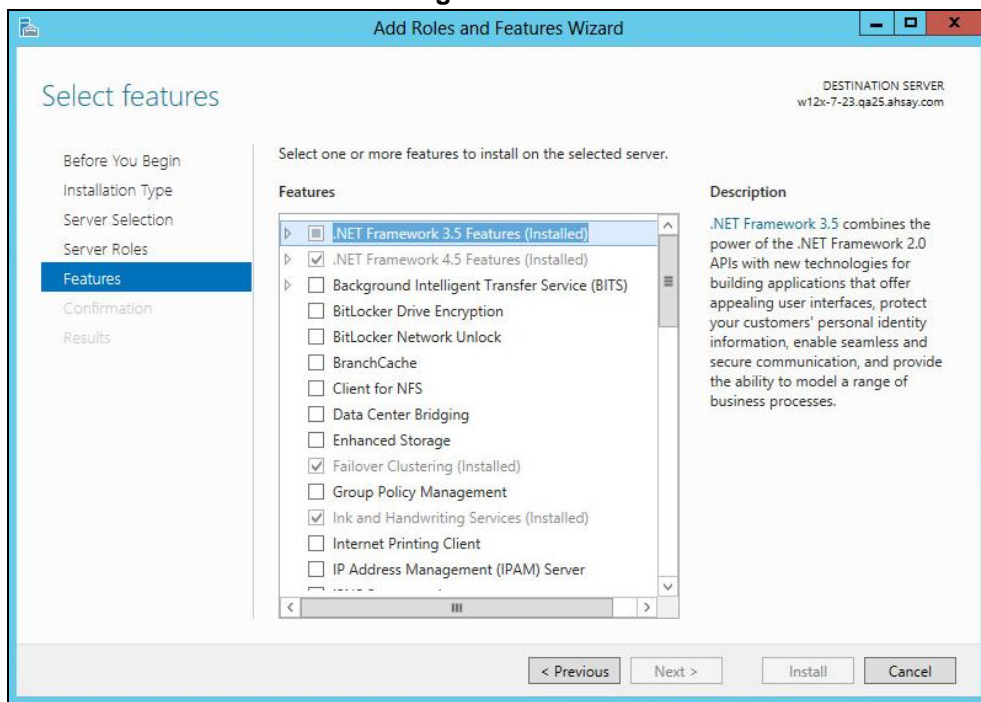 Add Roles and Features Wizard
Select features
DESTINATION SERVER
w12x-7-23.qa25.ahsay.com
Before You Begin
Installation Type
Server Selection
Server Roles
Features
Confirmation
Results
Select one or more features to install on the selected server.
Features
.NET Framework 3.5 Features (Installed)
.NET Framework 4.5 Features (Installed)
Background Intelligent Transfer Service (BITS)
BitLocker Drive Encryption
BitLocker Network Unlock
BranchCache
Client for NFS
Data Center Bridging
Enhanced Storage
Failover Clustering (Installed)
Group Policy Management
Ink and Handwriting Services (Installed)
Internet Printing Client
IP Address Management (IPAM) Server
Description
.NET Framework 3.5 combines the
power of the .NET Framework 2.0
APIs with new technologies for
building applications that offer
appealing user interfaces, protect
your customers' personal identity
information, enable seamless and
secure communication, and provide
the ability to model a range of
business processes.
< Previous
Next >
Install
Cancel